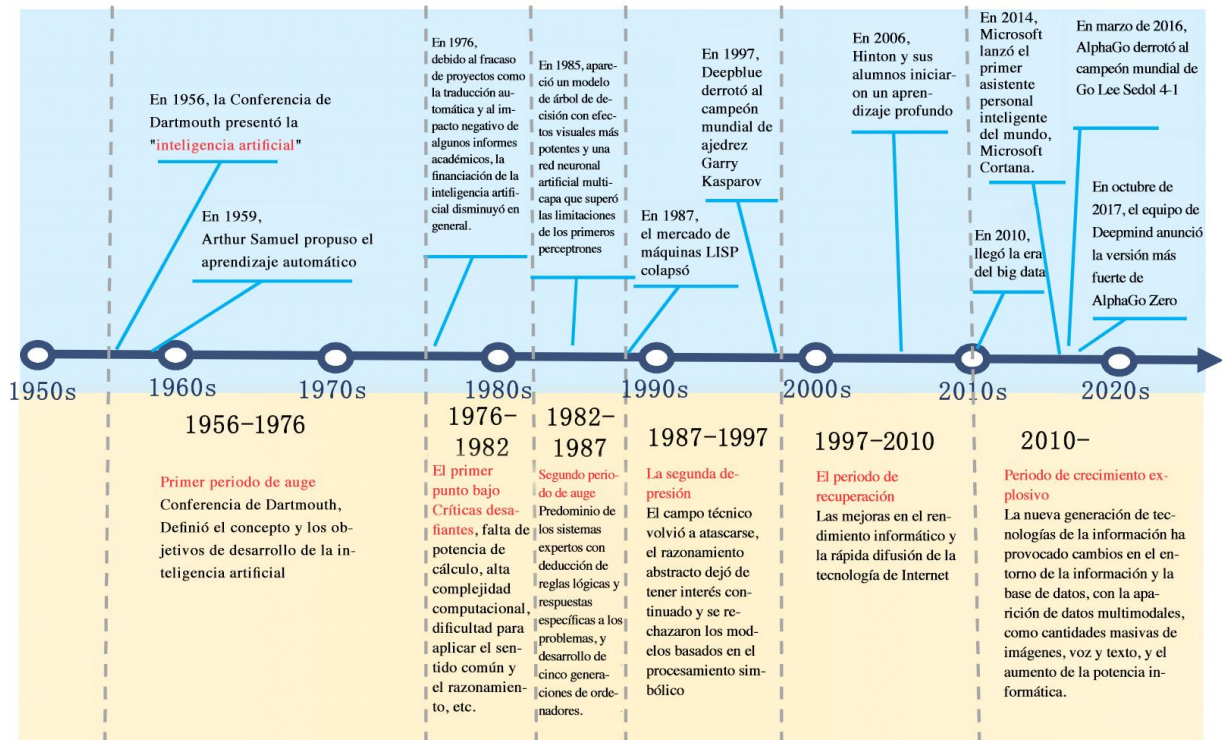 En 1956, la Conferencia de
Dartmouth presentó la
"inteligencia artificial"
En 1959,
Arthur Samuel propuso el
aprendizaje automático
En 1976,
debido al fracaso
de proyectos como
la traducción au-
tomática y al im-
pacto negativo de
algunos informes
académicos, la
financiación de la
inteligencia artifi-
cial disminuyó en
general.
En 1985, apare-
ció un modelo
de árbol de de-
cisión con efec-
tos visuales más
potentes y una
red neuronal
artificial multi-
capa que superó
las limitaciones
de los primeros
perceptrones
En 1987,
el mercado de
máquinas LISP
colapsó
En 1997,
Deepblue
derrotó al
campeón
mundial de
ajedrez
Garry
Kasparov
En 2006,
Hinton y sus
alumnos iniciar-
on un apren-
dizaje profundo
En 2010,
llegó la era
del big data
En 2014,
Microsoft
lanzó el
primer
asistente
personal
inteligente
del mundo,
Microsoft
Cortana.
En marzo de 2016,
AlphaGo derrotó al
campeón mundial de
Go Lee Sedol 4-1
En octubre de
2017, el equipo de
Deepmind anunció
la versión más
fuerte de
AlphaGo Zero
1950s
1960s
1970s
1980s
1990s
2000s
2010s
2020s
1956-1976
Primer periodo de auge
Conferencia de Dartmouth,
Definió el concepto y los ob-
jetivos de desarrollo de la in-
teligencia artificial
1976-
1982
El primer
punto bajo
Críticas desa-
fiantes, falta de
potencia de
cálculo, alta
complejidad
computacional,
dificultad para
aplicar el sen-
tido común y
el razonamien-
to, etc.
1982-
1987
Segundo perio-
do de auge
Predominio de
los sistemas
expertos con
deducción de
reglas lógicas y
respuestas
específicas a los
problemas, y
desarrollo de
cinco genera-
ciones de orde-
nadores.
1987-1997
La segunda de-
presión
El campo técnico
volvió a atascarse,
el razonamiento
abstracto dejó de
tener interés con-
tinuado y se re-
chazaron los mod-
elos basados en el
procesamiento sim-
bólico
1997-2010
El periodo de
recuperación
Las mejoras en el ren-
dimiento informático y
la rápida difusión de la
tecnología de Internet
2010-
Periodo de crecimiento ex-
plosivo
La nueva generación de tec-
nologías de la información ha
provocado cambios en el en-
torno de la información y la
base de datos, con la apa-
rición de datos multimodales,
como cantidades masivas de
imágenes, voz y texto, y el
aumento de la potencia in-
formática.